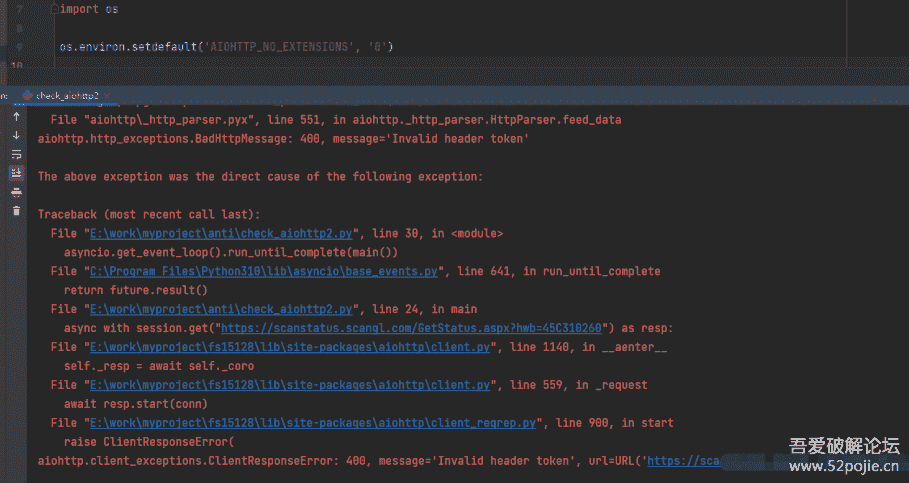 7 import os
8
9 os.environ.setdefault('AIOHTTP_NO_EXTENSIONS', '0')
10
n: check_aiohttp2 ×
File "aiohttp\_http_parser.pyx", line 551, in aiohttp._http_parser.HttpParser.feed_data
aiohttp.http_exceptions.BadHttpMessage: 400, message='Invalid header token'
The above exception was the direct cause of the following exception:
Traceback (most recent call last):
File "E:\work\myproject\anti\check_aiohttp2.py", line 30, in <module>
asyncio.get_event_loop().run_until_complete(main())
File "C:\Program Files\Python310\lib\asyncio\base_events.py", line 641, in run_until_complete
return future.result()
File "E:\work\myproject\anti\check_aiohttp2.py", line 24, in main
async with session.get("https://scanstatus.scanql.com/GetStatus.aspx?hwb=45C310260") as resp:
File "E:\work\myproject\fs15128\lib\site-packages\aiohttp\client.py", line 1140, in __aenter__
self._resp = await self._coro
File "E:\work\myproject\fs15128\lib\site-packages\aiohttp\client.py", line 559, in _request
await resp.start(conn)
File "E:\work\myproject\fs15128\lib\site-packages\aiohttp\client_reqrep.py", line 900, in start
raise ClientResponseError(
aiohttp.client_exceptions.ClientResponseError: 400, message='Invalid header token', url=URL('https://sca
吾爱破解论坛
www.52pojie.cn